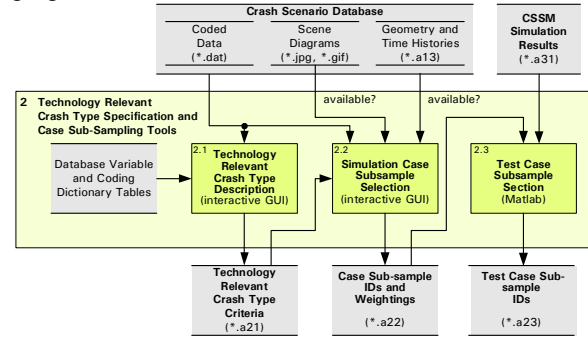 Crash Scenario Database
Coded
Data
(*.dat)
Scene
Diagrams
(*.jpg, *.gif)
Geometry and
Time Histories
(*.a13)
CSSM
Simulation
Results
(*.a31)
2 Technology Relevant
Crash Type Specification and
Case Sub-Sampling Tools
available?
available?
Database Variable
and Coding
Dictionary Tables
2.1
Technology
Relevant
Crash Type
Description
(interactive GUI)
2.2
Simulation Case
Subsample
Selection
(interactive GUI)
2.3
Test Case
Subsample
Section
(Matlab)
Technology
Relevant
Crash Type
Criteria
(*.a21)
Case Sub-sample
IDs and
Weightings
(*.a22)
Test Case Sub-
sample
IDs
(*.a23)